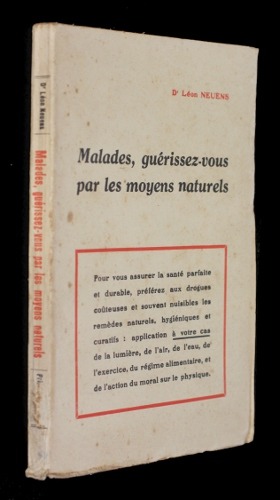 Dr Léon NEUENS
Malades, guérissez-vous
par les moyens naturels
Pour vous assurer la santé parfaite
et durable, préférez aux drogues
coûteuses et souvent nuisibles les
remèdes naturels, hygiéniques et
curatifs : application à votre cas
de la lumière, de l'air, de l'eau, de
l'exercice, du régime alimentaire, et
de l'action du moral sur le physique.
Dr Léon Neuens
Malades, guérissez-vous par les moyens naturels